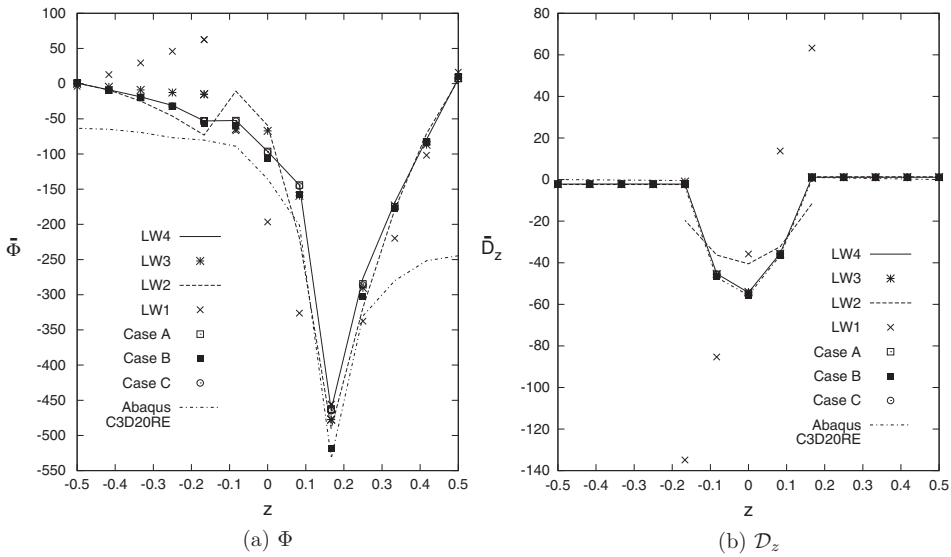 100
50
0
-50
-100
-150
-200
-250
-300
-350
-400
-450
-500
-550
-0.5 -0.4 -0.3 -0.2 -0.1 0 0.1 0.2 0.3 0.4 0.5
Φ̄
z
LW4
LW3
LW2
LW1
Case A
Case B
Case C
Abaqus
C3D20RE
(a) Φ
80
60
40
20
0
-20
-40
-60
-80
-100
-120
-140
-0.5 -0.4 -0.3 -0.2 -0.1 0 0.1 0.2 0.3 0.4 0.5
D̄z
z
LW4
LW3
LW2
LW1
Case A
Case B
Case C
Abaqus
C3D20RE
(b) 𝒟z